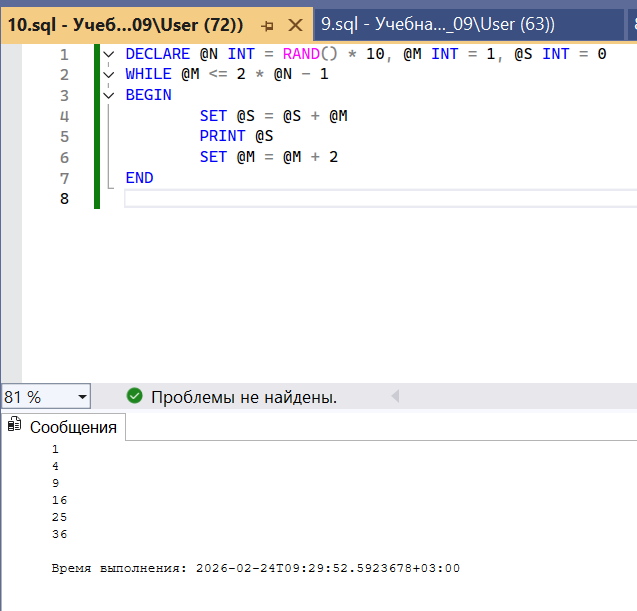 10.sql - Учеб...09\User (72))
9.sql - Учебна..._09\User (63))
1 DECLARE @N INT = RAND() * 10, @M INT = 1, @S INT = 0
2 WHILE @M <= 2 * @N - 1
3 BEGIN
4 SET @S = @S + @M
5 PRINT @S
6 SET @M = @M + 2
7 END
8
81 %
Проблемы не найдены.
Сообщения
1
4
9
16
25
36
Время выполнения: 2026-02-24T09:29:52.5923678+03:00